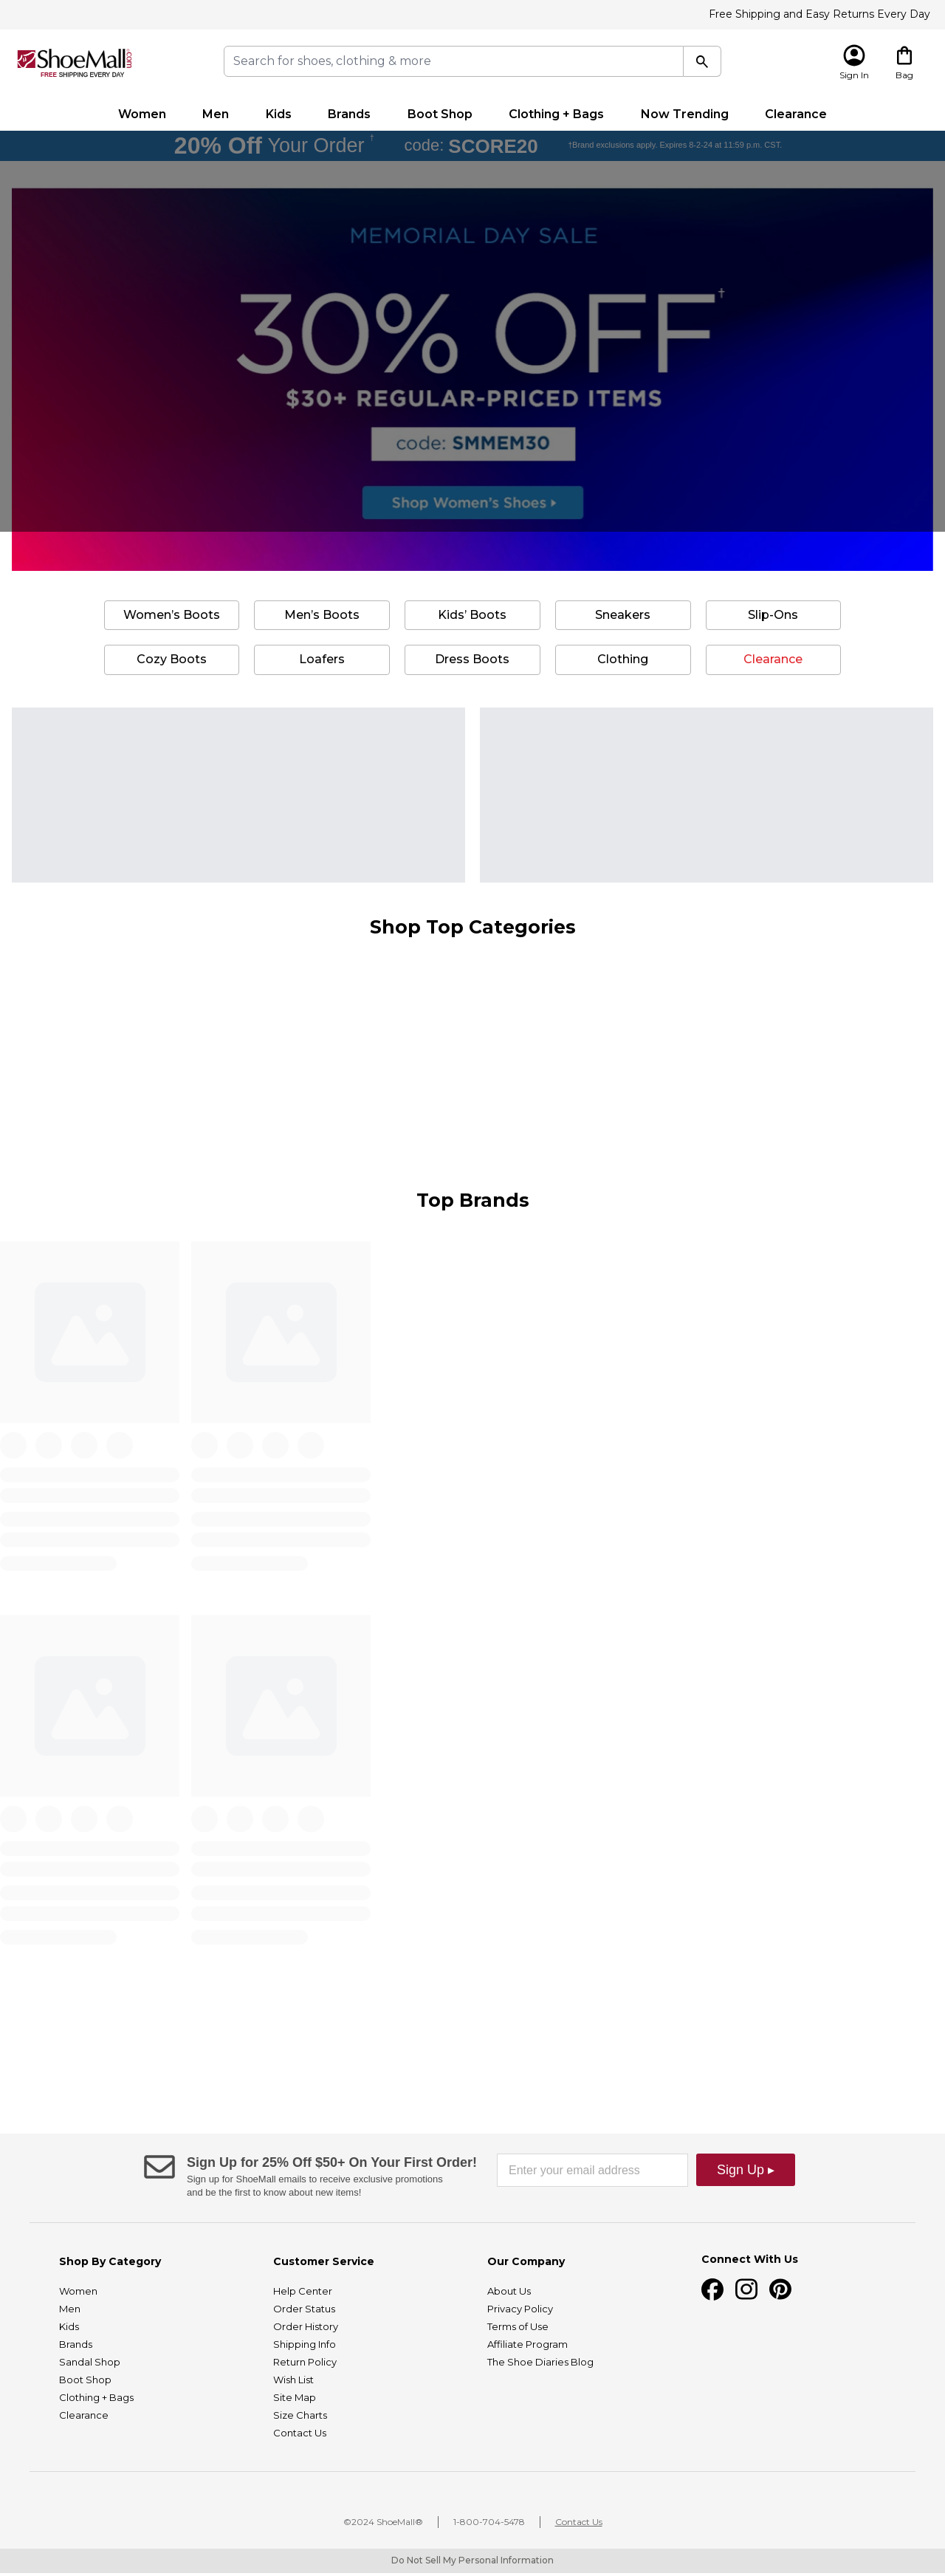 Free Shipping and Easy Returns Every Day
ShoeMall.com
FREE SHIPPING EVERY DAY
Search for shoes, clothing & more
Sign In
Bag
Women Men Kids Brands Boot Shop Clothing + Bags Now Trending Clearance
20% Off Your Order † code: SCORE20 †Brand exclusions apply. Expires 8-2-24 at 11:59 p.m. CST.
MEMORIAL DAY SALE
30% OFF†
$30+ REGULAR-PRICED ITEMS
code: SMMEM30
Shop Women's Shoes ▸
Women’s Boots Men’s Boots Kids’ Boots Sneakers Slip-Ons
Cozy Boots Loafers Dress Boots Clothing Clearance
Shop Top Categories
Top Brands
Sign Up for 25% Off $50+ On Your First Order!
Sign up for ShoeMall emails to receive exclusive promotions
and be the first to know about new items!
Enter your email address
Sign Up ▸
Shop By Category
Women
Men
Kids
Brands
Sandal Shop
Boot Shop
Clothing + Bags
Clearance
Customer Service
Help Center
Order Status
Order History
Shipping Info
Return Policy
Wish List
Site Map
Size Charts
Contact Us
Our Company
About Us
Privacy Policy
Terms of Use
Affiliate Program
The Shoe Diaries Blog
Connect With Us
©2024 ShoeMall® 1-800-704-5478 Contact Us
Do Not Sell My Personal Information